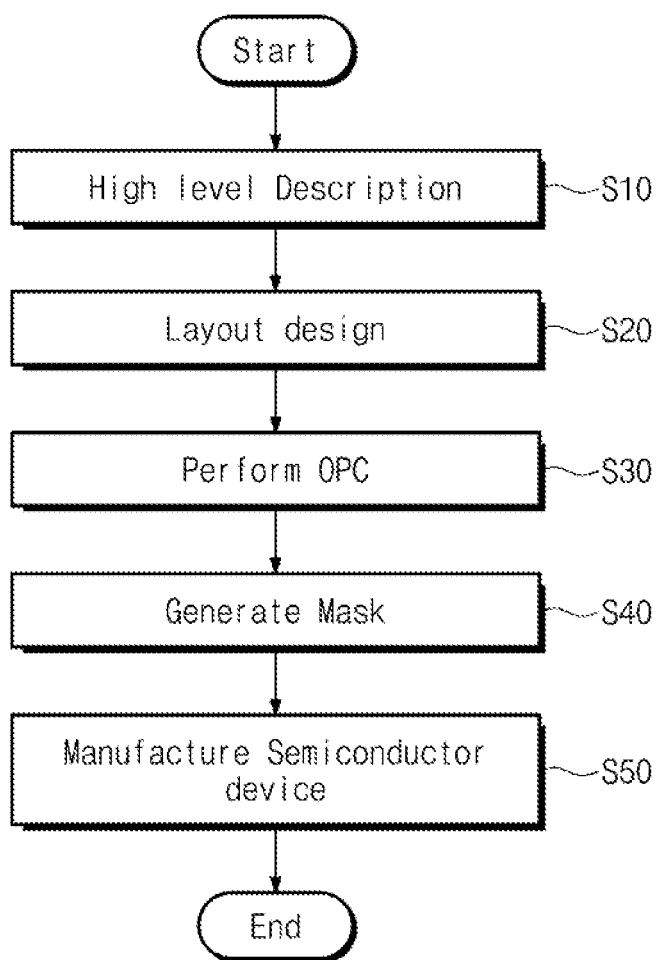 Start
High level Description
S10
Layout design
S20
Perform OPC
S30
Generate Mask
S40
Manufacture Semiconductor
device
S50
End